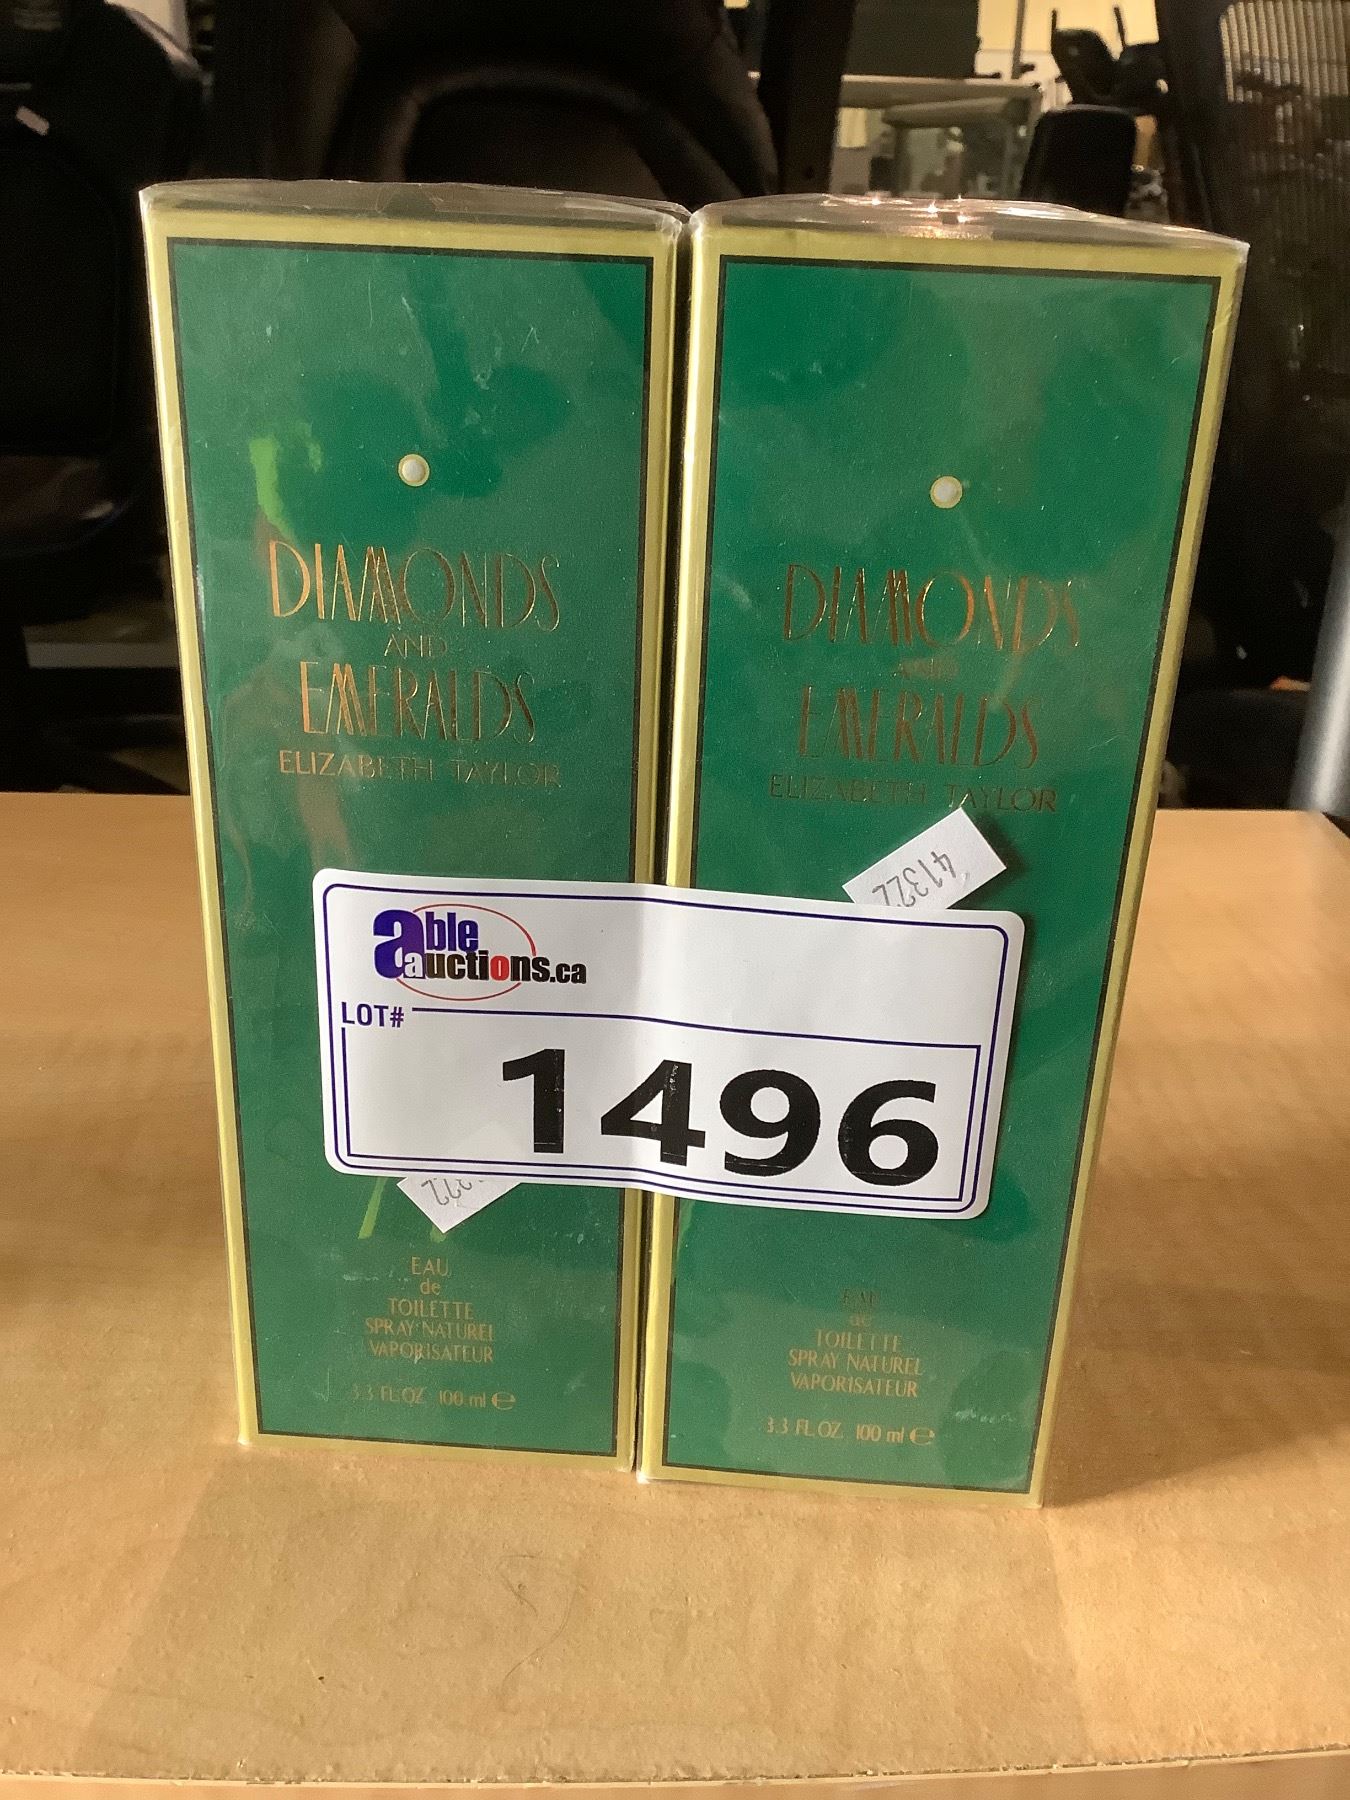 DIAMONDS
AND
EMERALDS
ELIZABETH TAYLOR
DIAMONDS
AND
EMERALDS
ELIZABETH TAYLOR
41322
able
auctions.ca
LOT#
1496
322
EAU
de
TOILETTE
SPRAY NATUREL
VAPORISATEUR
3.3 FL.OZ. 100 ml e
EAU
de
TOILETTE
SPRAY NATUREL
VAPORISATEUR
3.3 FL.OZ. 100 ml e